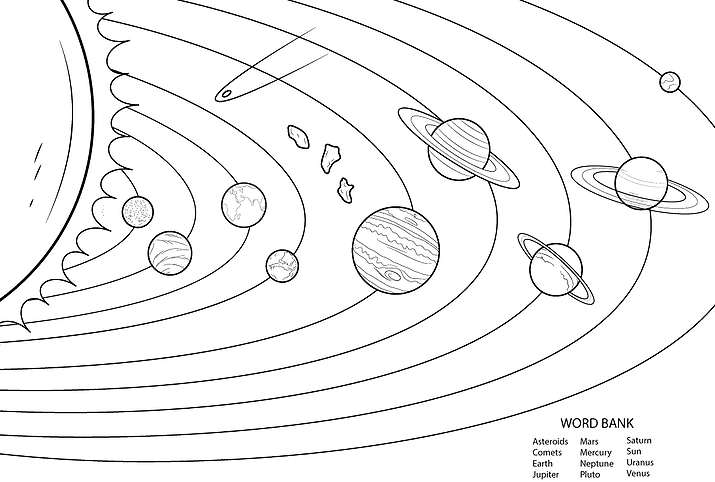 WORD BANK
Asteroids Mars Saturn
Comets Mercury Sun
Earth Neptune Uranus
Jupiter Pluto Venus